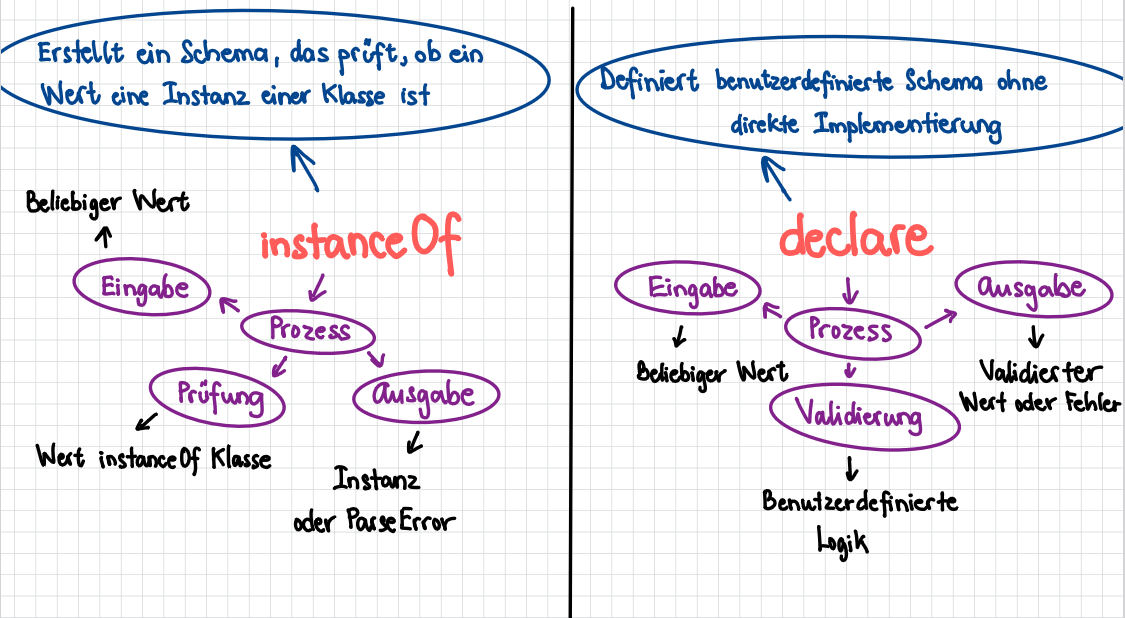 Erstellt ein Schema, das prüft, ob ein
Wert eine Instanz einer Klasse ist
Beliebiger Wert
instanceOf
Eingabe
Prozess
Prüfung
Ausgabe
Wert instanceOf Klasse
Instanz
oder ParseError
Definiert benutzerdefinierte Schema ohne
direkte Implementierung
declare
Eingabe
Ausgabe
Prozess
Beliebiger Wert
Validierter
Wert oder Fehler
Validierung
Benutzerdefinierte
Logik